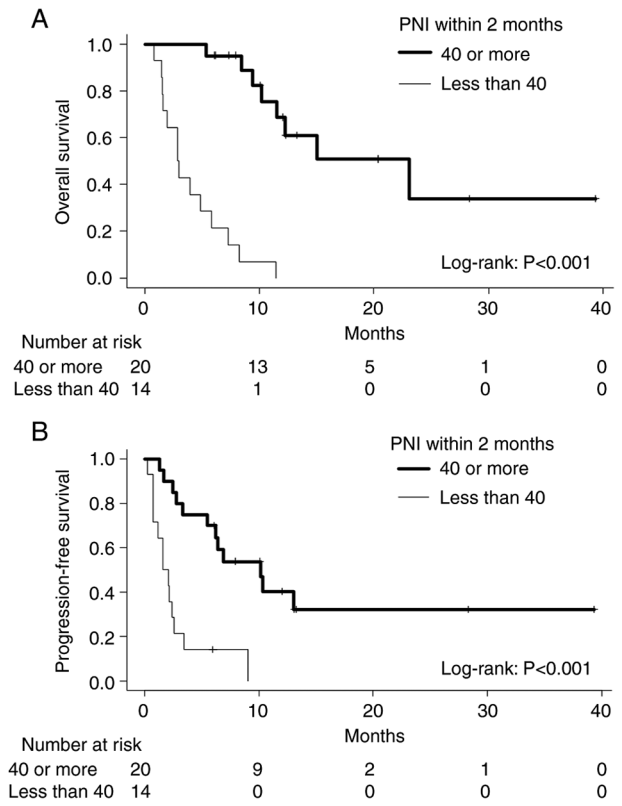 A
PNI within 2 months
40 or more
Less than 40
1.0
0.8
0.6
0.4
0.2
0.0
Overall survival
Log-rank: P<0.001
0 10 20 30 40
Months
Number at risk
40 or more 20 13 5 1 0
Less than 40 14 1 0 0 0
B
PNI within 2 months
40 or more
Less than 40
1.0
0.8
0.6
0.4
0.2
0.0
Progression-free survival
Log-rank: P<0.001
0 10 20 30 40
Months
Number at risk
40 or more 20 9 2 1 0
Less than 40 14 0 0 0 0